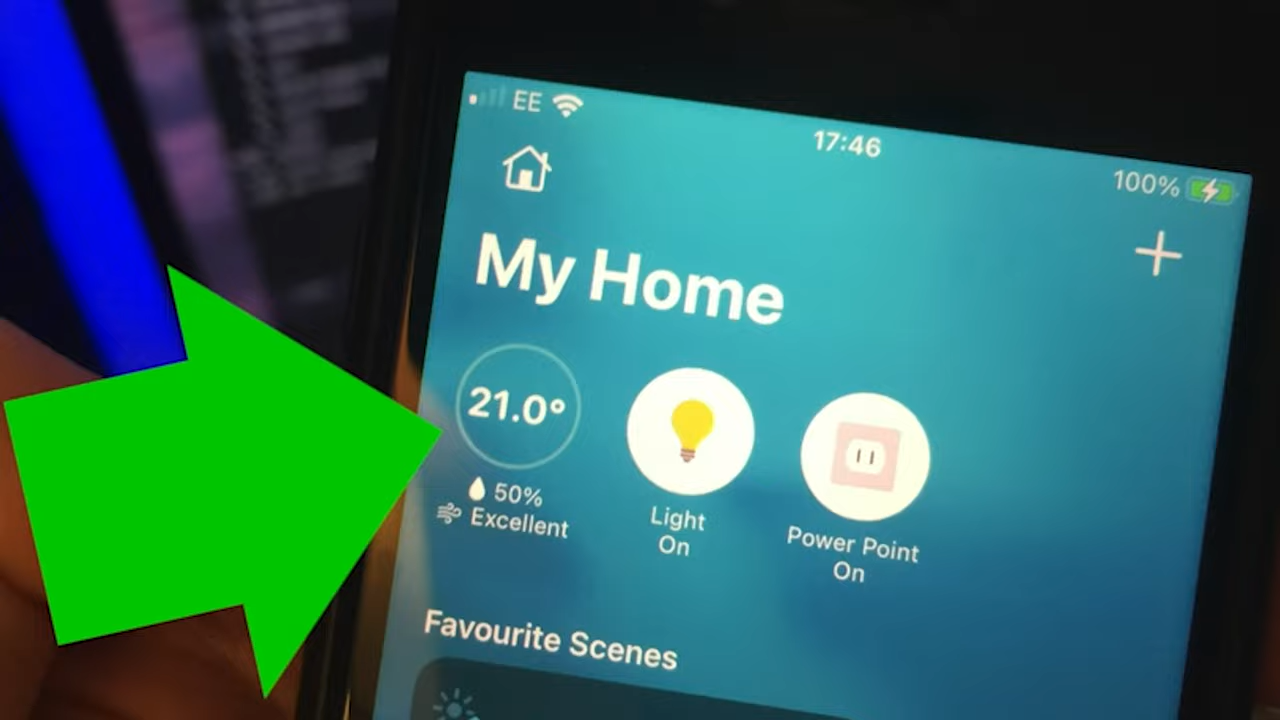 EE
17:46
100%
My Home
21.0°
50%
Excellent
Light
On
Power Point
On
Favourite Scenes